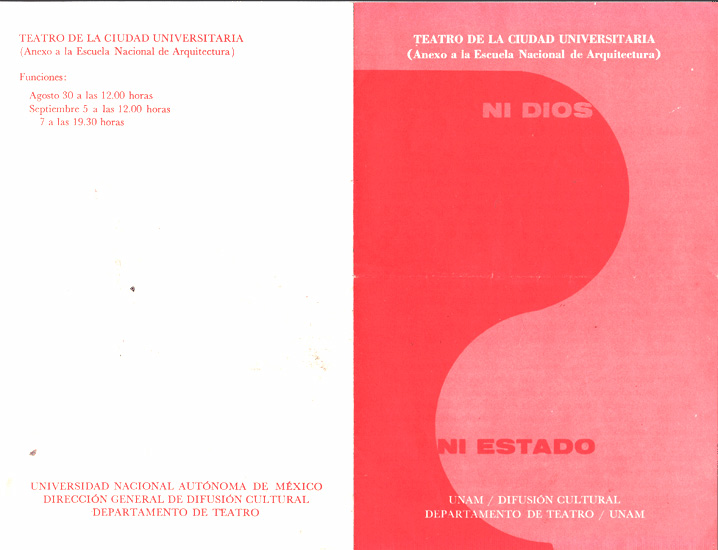 TEATRO DE LA CIUDAD UNIVERSITARIA
(Anexo a la Escuela Nacional de Arquitectura)
Funciones:
Agosto 30 a las 12.00 horas
Septiembre 5 a las 12.00 horas
7 a las 19.30 horas
UNIVERSIDAD NACIONAL AUTÓNOMA DE MÉXICO
DIRECCIÓN GENERAL DE DIFUSIÓN CULTURAL
DEPARTAMENTO DE TEATRO
TEATRO DE LA CIUDAD UNIVERSITARIA
(Anexo a la Escuela Nacional de Arquitectura)
NI DIOS
NI ESTADO
UNAM / DIFUSIÓN CULTURAL
DEPARTAMENTO DE TEATRO / UNAM